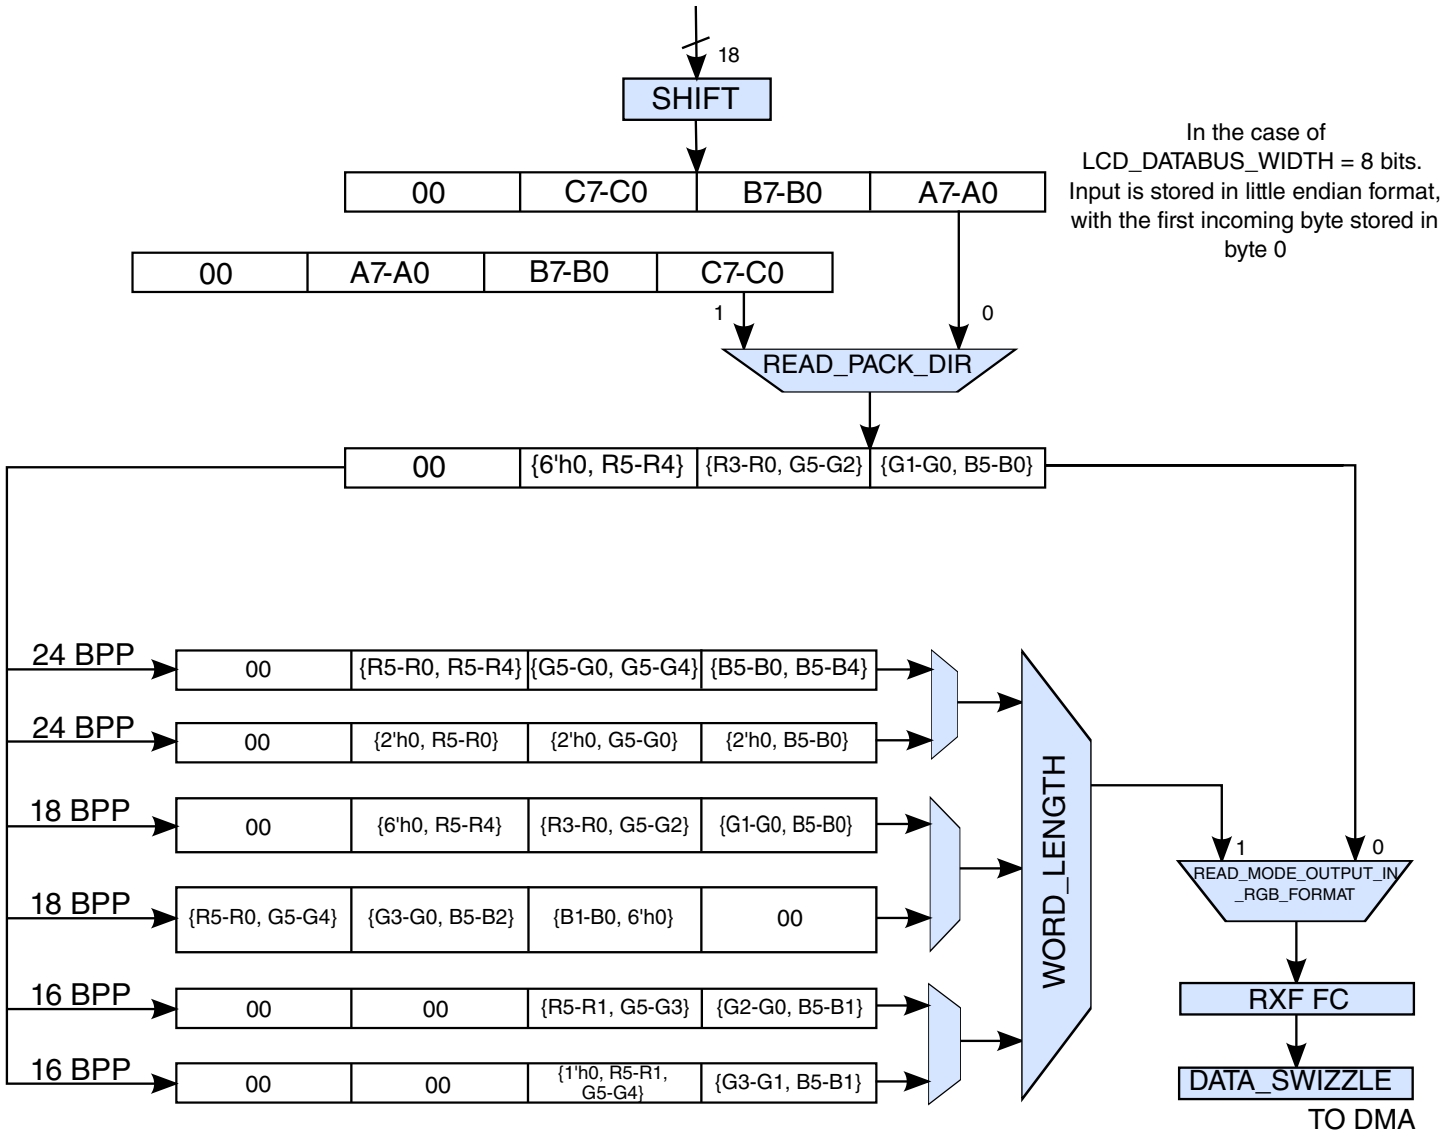 18
SHIFT
In the case of
LCD_DATABUS_WIDTH = 8 bits.
Input is stored in little endian format,
with the first incoming byte stored in
byte 0
00 C7-C0 B7-B0 A7-A0
00 A7-A0 B7-B0 C7-C0
1 0
READ_PACK_DIR
00 {6'h0, R5-R4} {R3-R0, G5-G2} {G1-G0, B5-B0}
24 BPP 00 {R5-R0, R5-R4} {G5-G0, G5-G4} {B5-B0, B5-B4}
24 BPP 00 {2'h0, R5-R0} {2'h0, G5-G0} {2'h0, B5-B0}
18 BPP 00 {6'h0, R5-R4} {R3-R0, G5-G2} {G1-G0, B5-B0}
18 BPP {R5-R0, G5-G4} {G3-G0, B5-B2} {B1-B0, 6'h0} 00
16 BPP 00 00 {R5-R1, G5-G3} {G2-G0, B5-B1}
16 BPP 00 00 {1'h0, R5-R1,
G5-G4} {G3-G1, B5-B1}
WORD_LENGTH
1 0
READ_MODE_OUTPUT_IN
_RGB_FORMAT
RXF FC
DATA_SWIZZLE
TO DMA